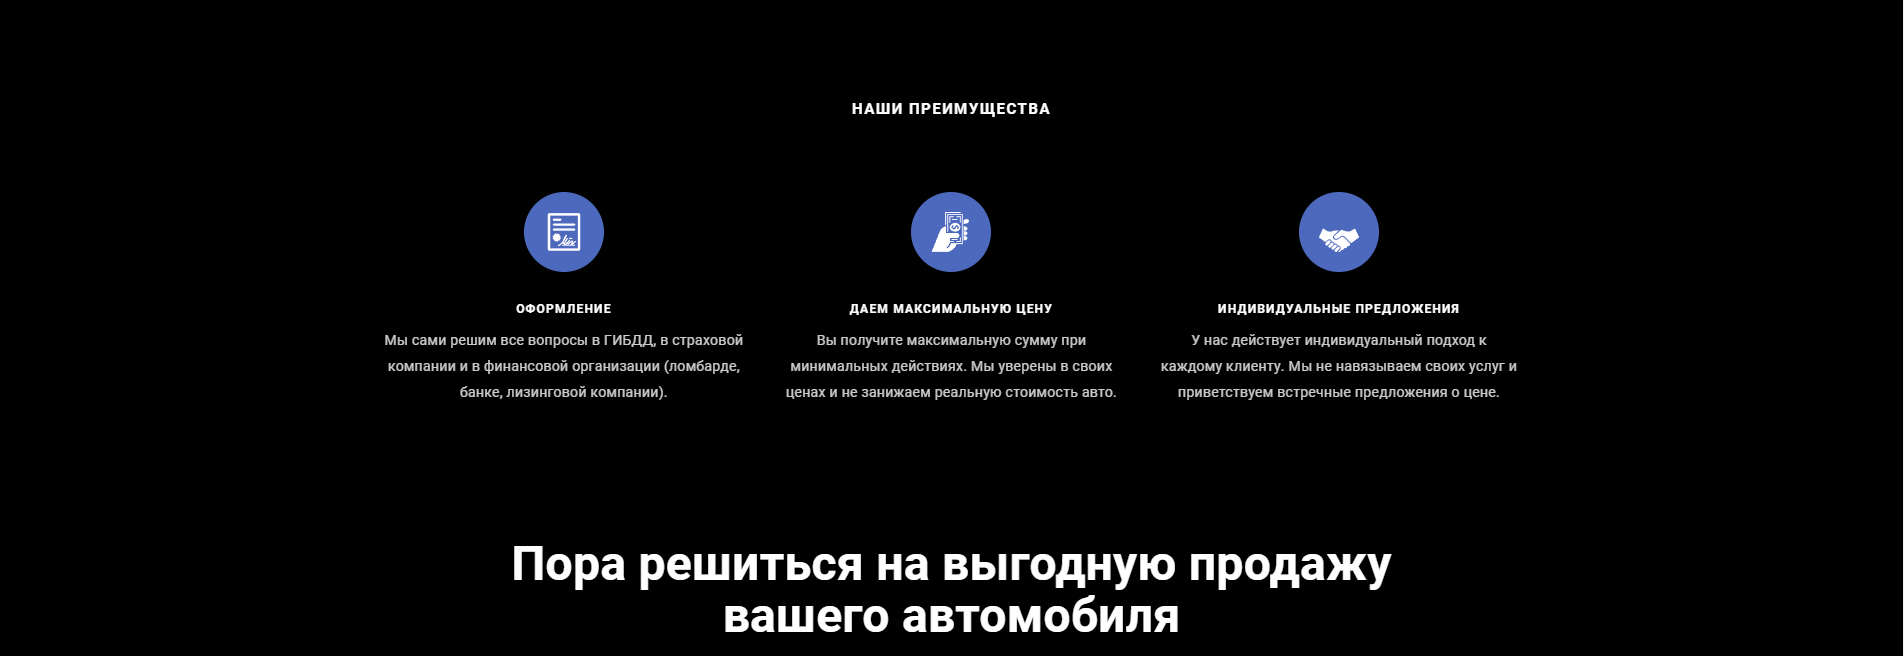 НАШИ ПРЕИМУЩЕСТВА
ОФОРМЛЕНИЕ
Мы сами решим все вопросы в ГИБДД, в страховой
компании и в финансовой организации (ломбарде,
банке, лизинговой компании).
ДАЕМ МАКСИМАЛЬНУЮ ЦЕНУ
Вы получите максимальную сумму при
минимальных действиях. Мы уверены в своих
ценах и не занижаем реальную стоимость авто.
ИНДИВИДУАЛЬНЫЕ ПРЕДЛОЖЕНИЯ
У нас действует индивидуальный подход к
каждому клиенту. Мы не навязываем своих услуг и
приветствуем встречные предложения о цене.
Пора решиться на выгодную продажу
вашего автомобиля